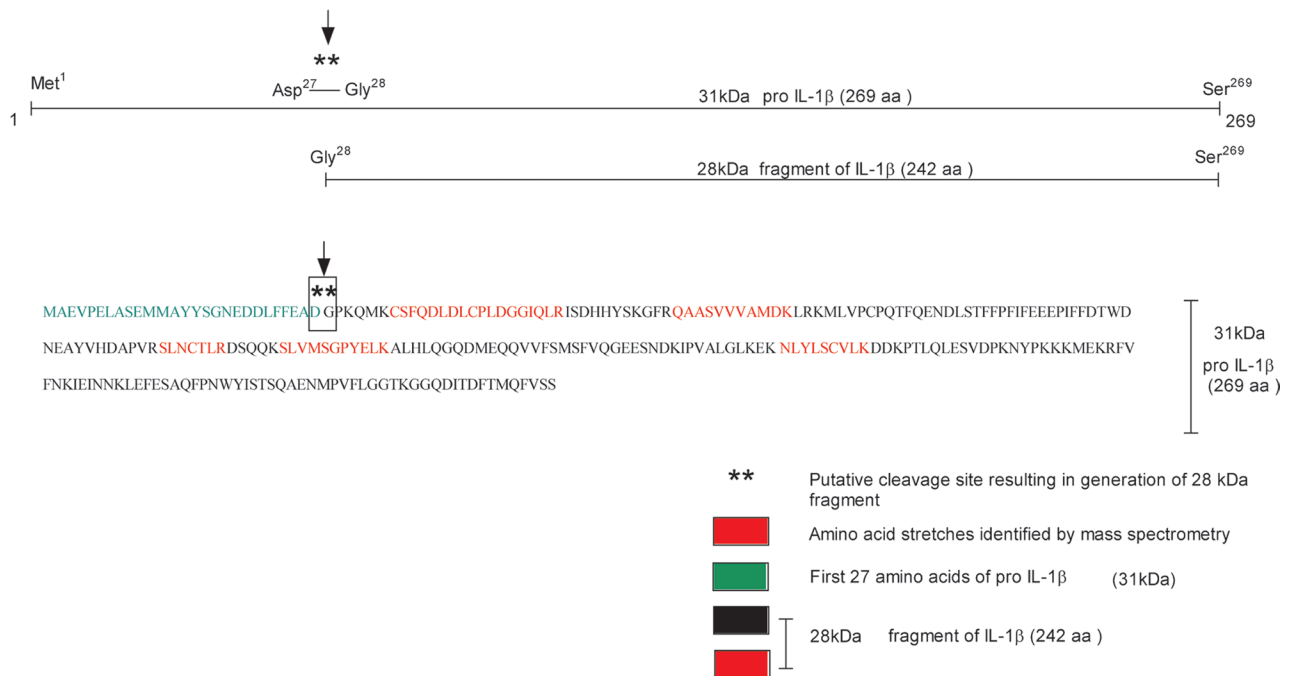 **
Met1
Asp27 Gly28
31kDa pro IL-1β (269 aa )
Ser269
1
269
Gly28
28kDa fragment of IL-1β (242 aa )
Ser269
**
MAEVPELASEMMAYYSGNEDDLFFEAD GPKQMKCSFQDLDLCPLDGGIQLRISDHHYSKGFRQAASVVVAMDKLRKMLVPCPQTFQENDLSTFFPFIFEEEPIFFDTWD
NEAYVHDAPVRSLNCTLRDSQQKSLVMSGPYELKALHLQGQDMEQQVVFSMSFVQGEESNDKIPVALGLKEK NLYLSCVLKDDKPTLQLESVDPKNYPKKKMEKRFV
FNKIEINNKLEFESAQFPNWYISTSQAENMPVFLGGTKGGQDITDFTMQFVSS
31kDa
pro IL-1β
(269 aa )
** Putative cleavage site resulting in generation of 28 kDa
fragment
Amino acid stretches identified by mass spectrometry
First 27 amino acids of pro IL-1β (31kDa)
28kDa fragment of IL-1β (242 aa )